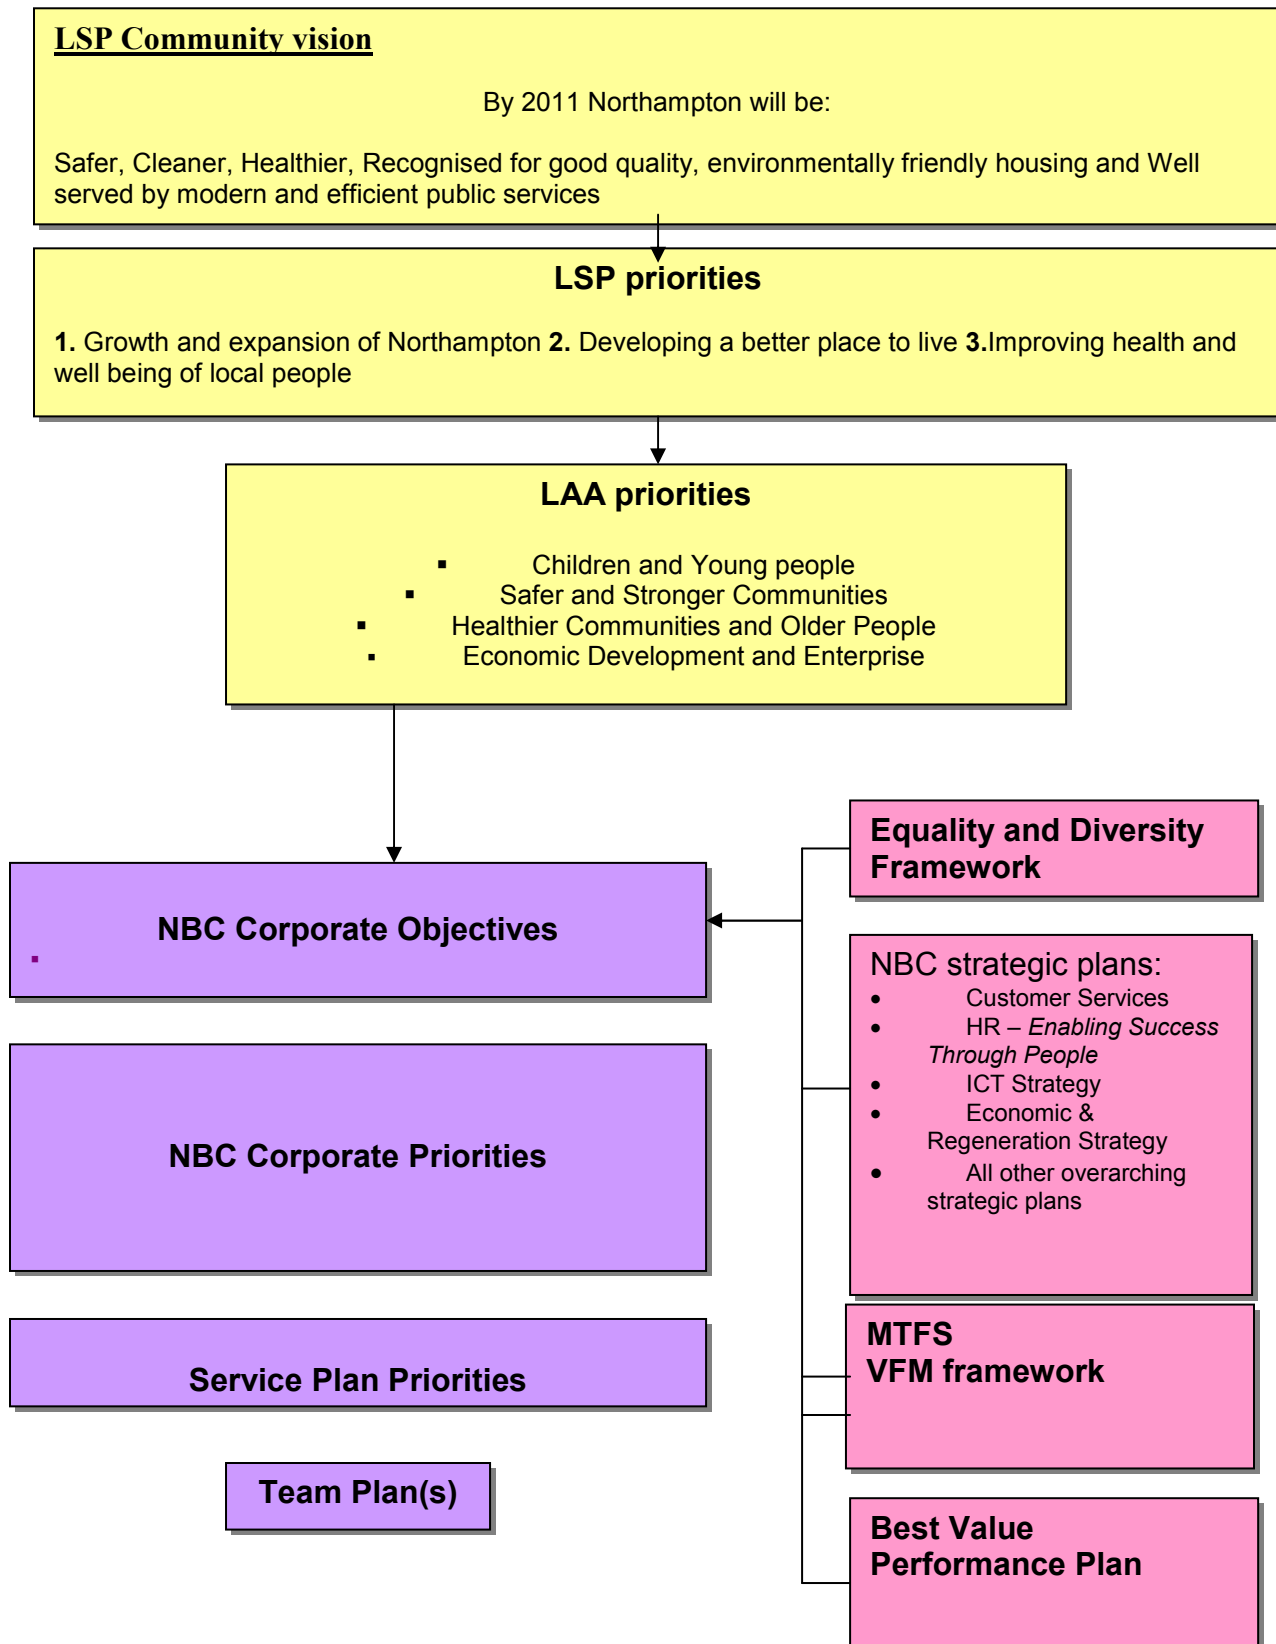 LSP Community vision
By 2011 Northampton will be:
Safer, Cleaner, Healthier, Recognised for good quality, environmentally friendly housing and Well
served by modern and efficient public services
LSP priorities
1. Growth and expansion of Northampton 2. Developing a better place to live 3.Improving health and
well being of local people
LAA priorities
▪ Children and Young people
▪ Safer and Stronger Communities
▪ Healthier Communities and Older People
▪ Economic Development and Enterprise
NBC Corporate Objectives
▪
NBC Corporate Priorities
Service Plan Priorities
Team Plan(s)
Equality and Diversity
Framework
NBC strategic plans:
• Customer Services
• HR – Enabling Success
Through People
• ICT Strategy
• Economic &
Regeneration Strategy
• All other overarching
strategic plans
MTFS
VFM framework
Best Value
Performance Plan